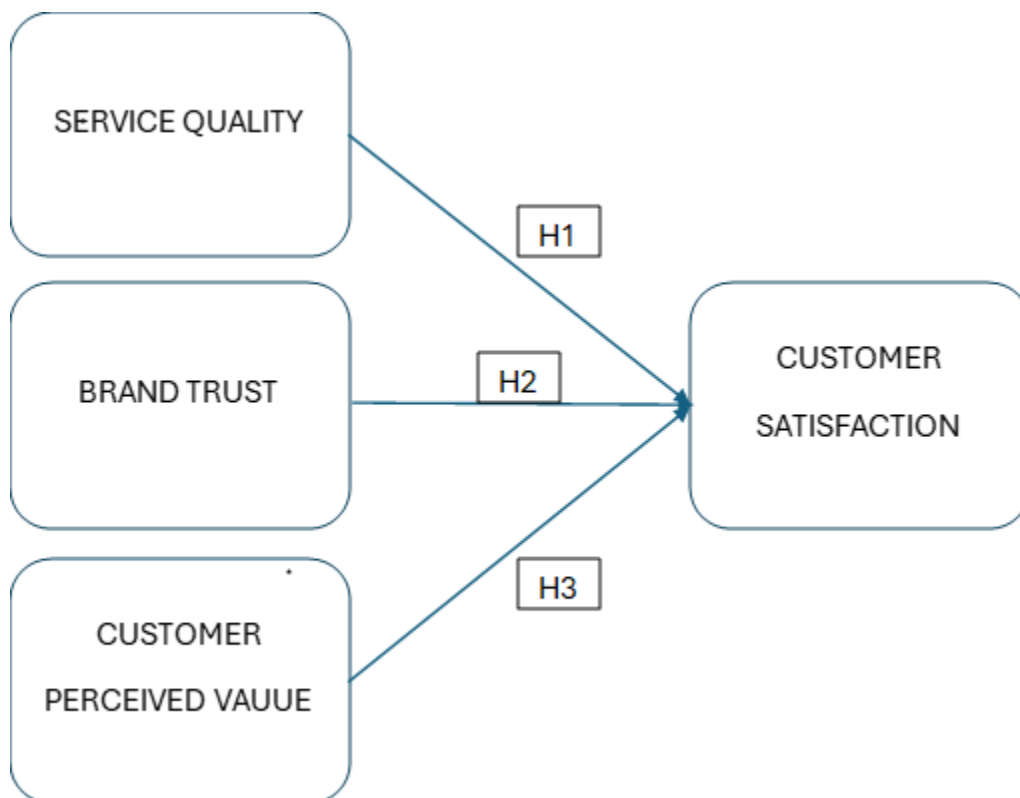 SERVICE QUALITY
H1
BRAND TRUST
H2
CUSTOMER
SATISFACTION
H3
CUSTOMER
PERCEIVED VAUUE